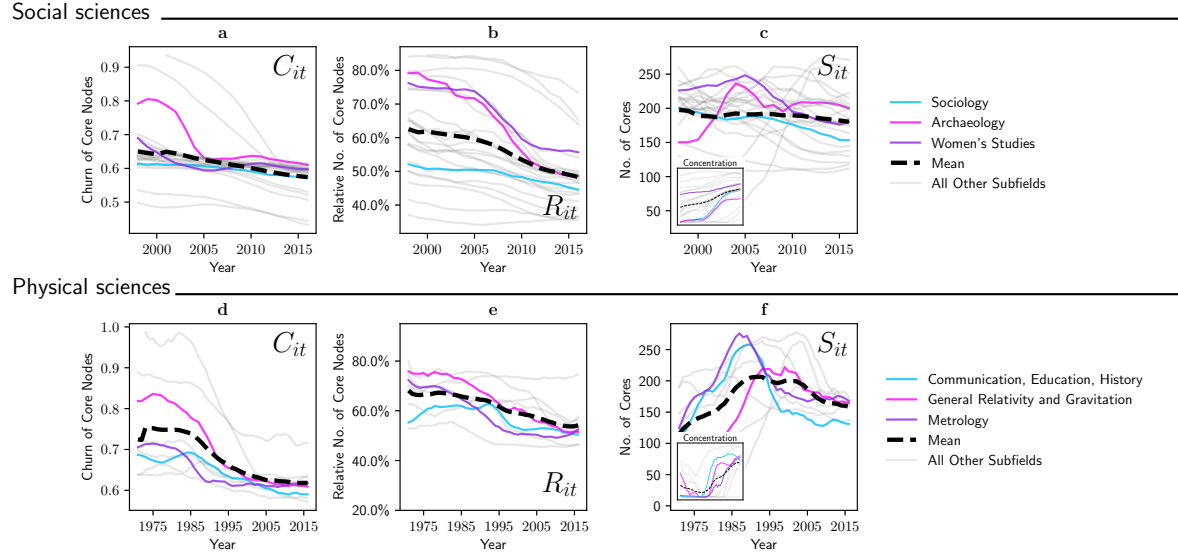 Social sciences
a
b
c
C_it
R_it
S_it
Churn of Core Nodes
0.9
0.8
0.7
0.6
0.5
2000
2005
2010
2015
Year
Relative No. of Core Nodes
80.0%
70.0%
60.0%
50.0%
40.0%
2000
2005
2010
2015
Year
No. of Cores
250
200
150
100
50
Concentration
2000
2005
2010
2015
Year
Sociology
Archaeology
Women's Studies
Mean
All Other Subfields
Physical sciences
d
e
f
C_it
R_it
S_it
Churn of Core Nodes
1.0
0.9
0.8
0.7
0.6
1975
1985
1995
2005
2015
Year
Relative No. of Core Nodes
80.0%
60.0%
40.0%
20.0%
1975
1985
1995
2005
2015
Year
No. of Cores
250
200
150
100
50
0
Concentration
1975
1985
1995
2005
2015
Year
Communication, Education, History
General Relativity and Gravitation
Metrology
Mean
All Other Subfields